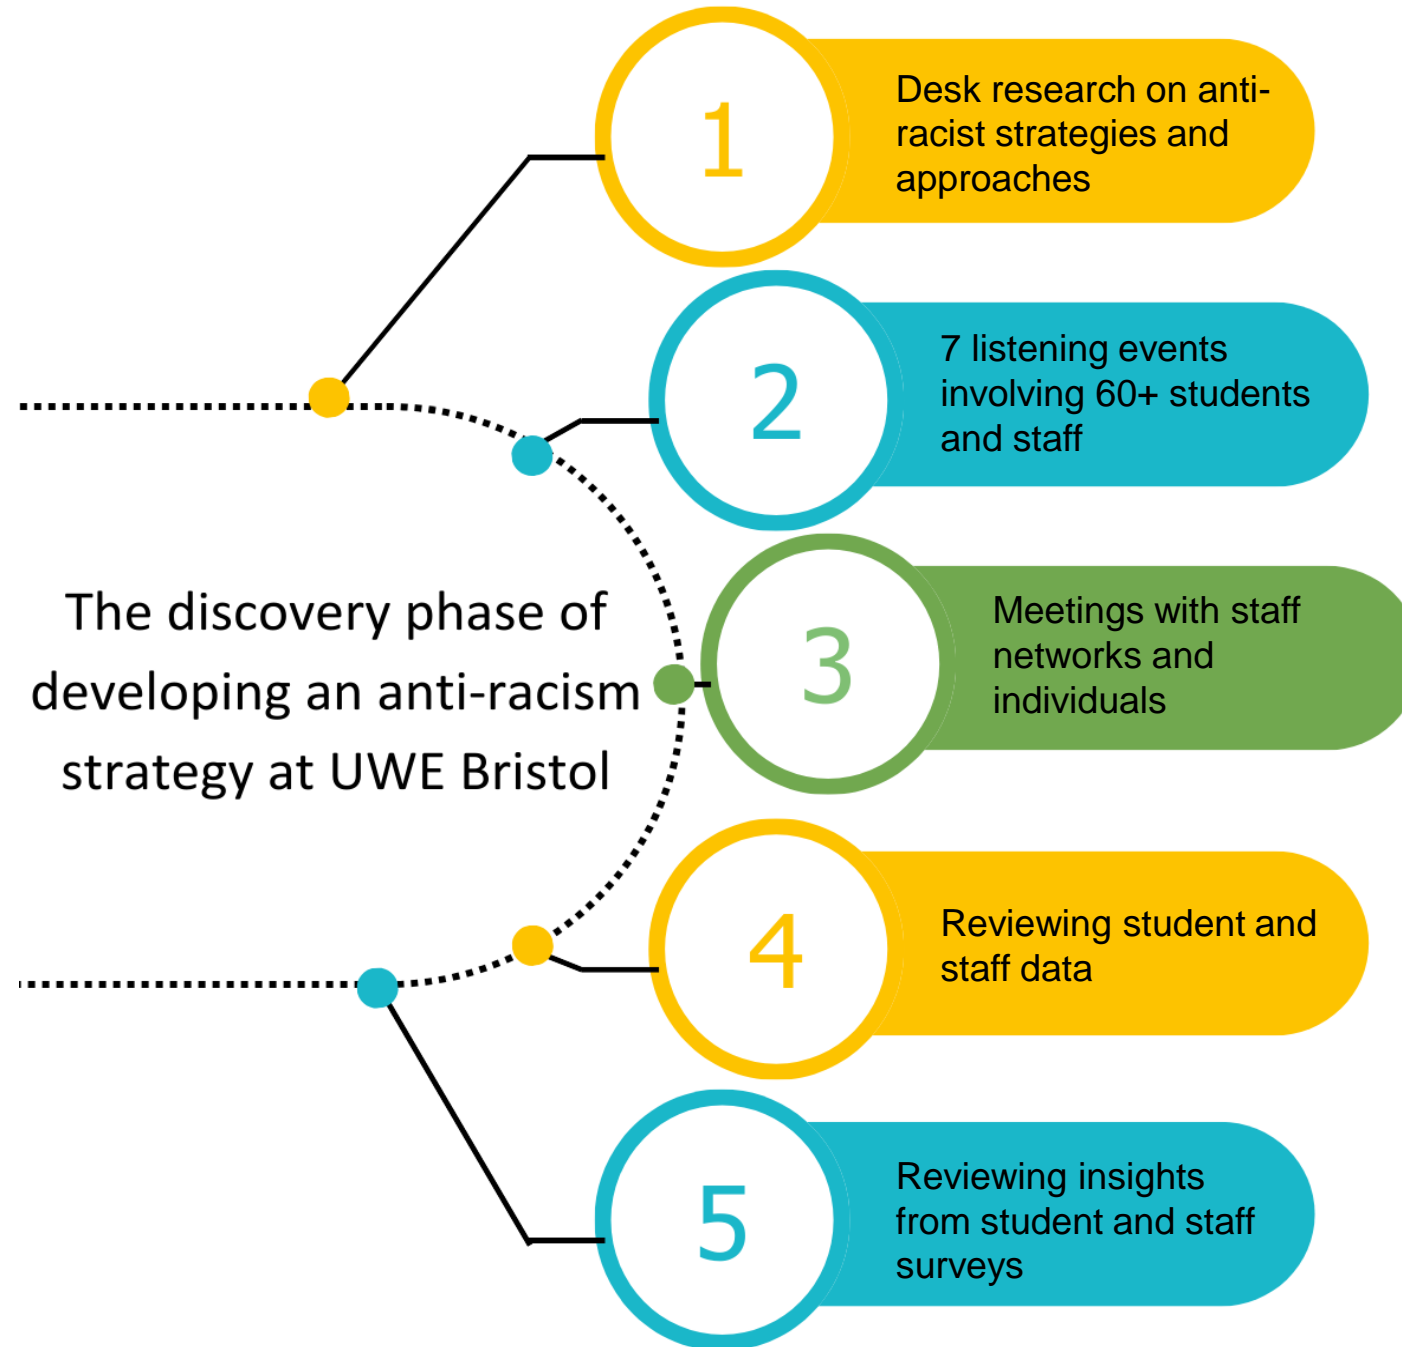 The discovery phase of
developing an anti-racism
strategy at UWE Bristol
1
Desk research on anti-
racist strategies and
approaches
2
7 listening events
involving 60+ students
and staff
3
Meetings with staff
networks and
individuals
4
Reviewing student and
staff data
5
Reviewing insights
from student and staff
surveys